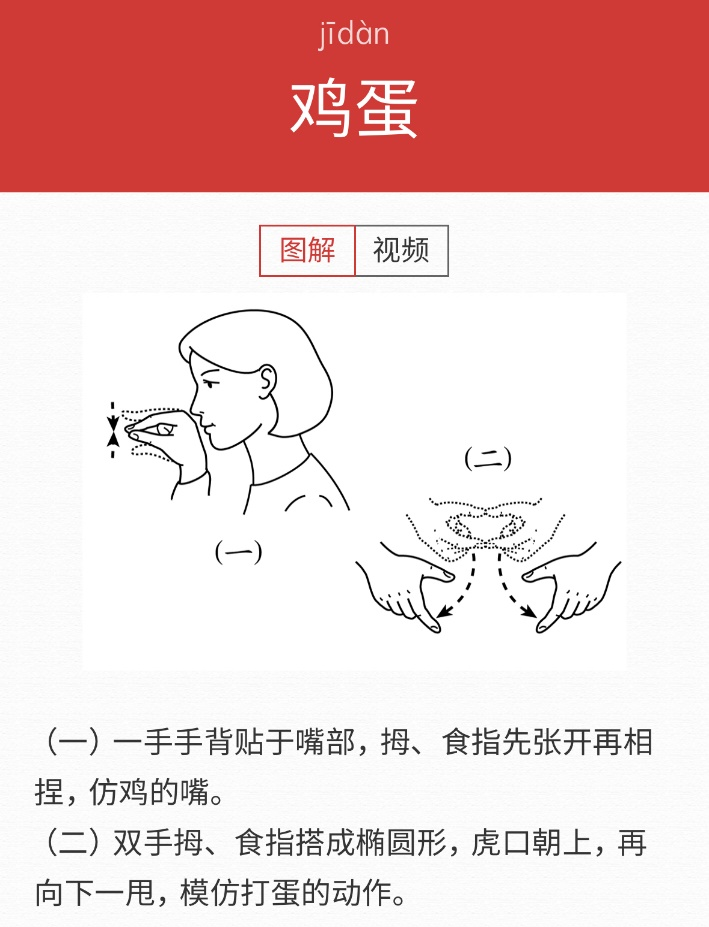 jīdàn
鸡蛋
图解 视频
(一)
(二)
（一）一手手背贴于嘴部，拇、食指先张开再相
捏，仿鸡的嘴。
（二）双手拇、食指搭成椭圆形，虎口朝上，再
向下一甩，模仿打蛋的动作。